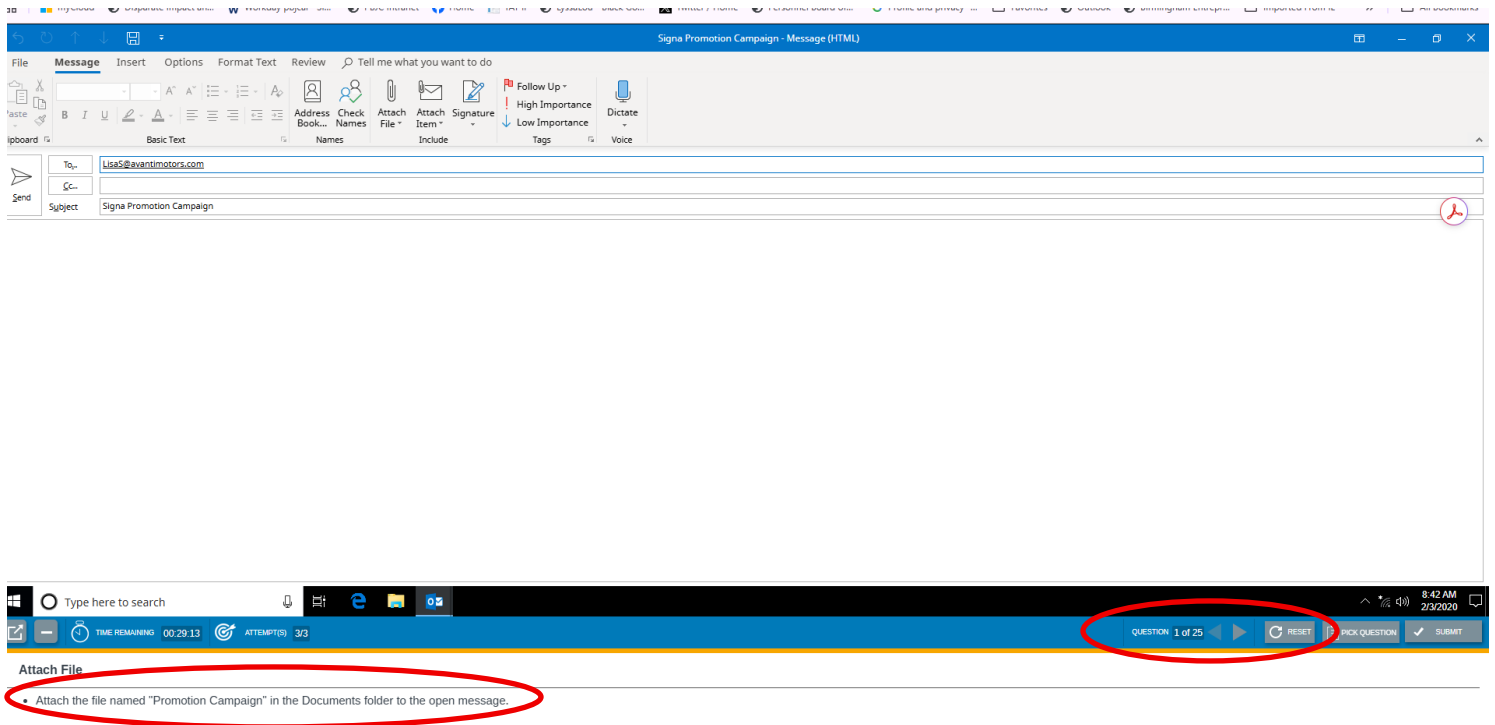 Signa Promotion Campaign - Message (HTML)
File Message Insert Options Format Text Review Tell me what you want to do
Follow Up
High Importance
Low Importance
B I U A
Address Book... Check Names Attach File Attach Item Signature Dictate
Basic Text Names Include Tags Voice
To... LisaS@avantimotors.com
Cc...
Send
Subject Signa Promotion Campaign
Type here to search
8:42 AM
2/3/2020
TIME REMAINING 00:29:13 ATTEMPT(S) 3/3 QUESTION 1 of 25 RESET PICK QUESTION SUBMIT
Attach File
• Attach the file named "Promotion Campaign" in the Documents folder to the open message.